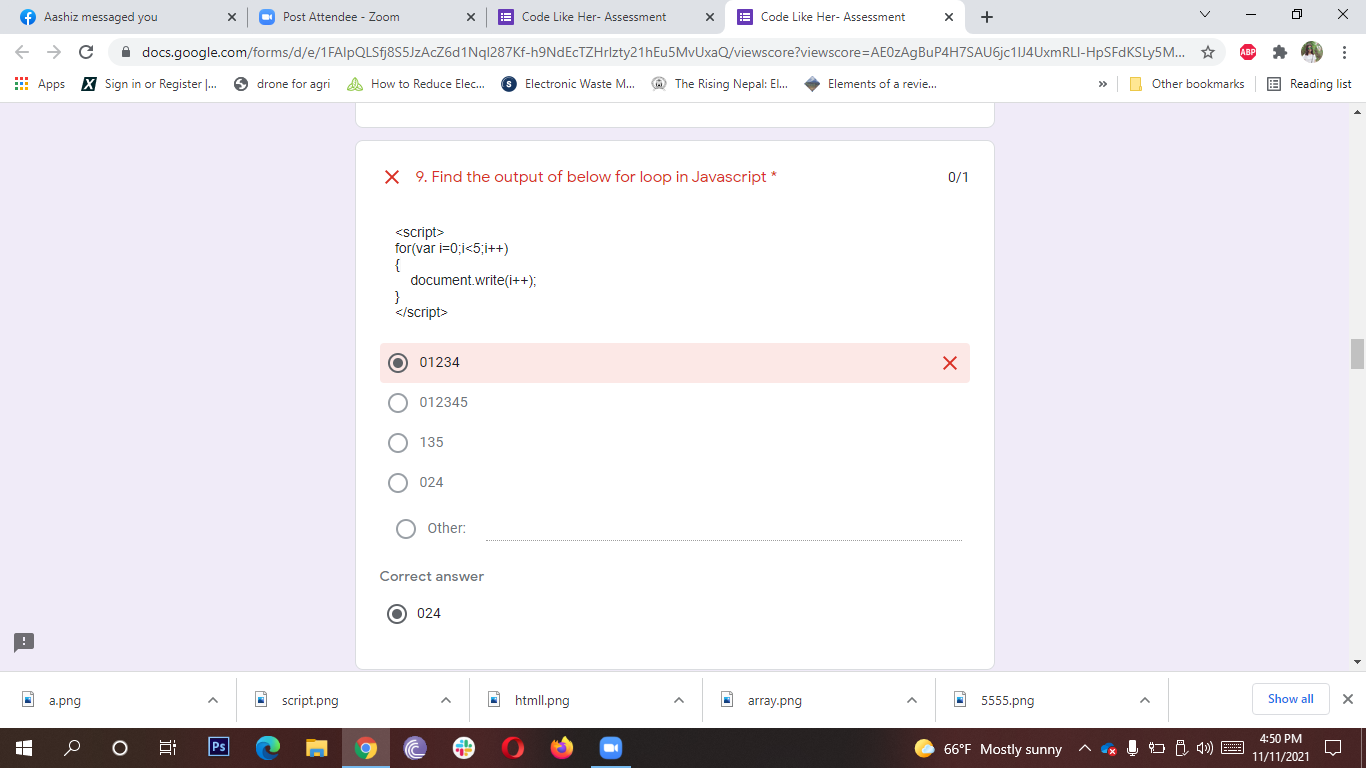 Aashiz messaged you
Post Attendee - Zoom
Code Like Her- Assessment
Code Like Her- Assessment
docs.google.com/forms/d/e/1FAIpQLSfj8S5JzAcZ6d1NqI287Kf-h9NdEcTZHrIzty21hEu5MvUxaQ/viewscore?viewscore=AE0zAgBuP4H7SAU6jc1IJ4UxmRLI-HpSFdKSLy5M...
ABP
Apps
Sign in or Register |...
drone for agri
How to Reduce Elec...
S
Electronic Waste M...
The Rising Nepal: El...
Elements of a revie...
»
Other bookmarks
Reading list
9. Find the output of below for loop in Javascript *
0/1
<script>
for(var i=0;i<5;i++)
{
document.write(i++);
}
</script>
01234
012345
135
024
Other:
Correct answer
024
a.png
script.png
htmll.png
array.png
5555.png
Show all
Ps
66°F Mostly sunny
4:50 PM
11/11/2021